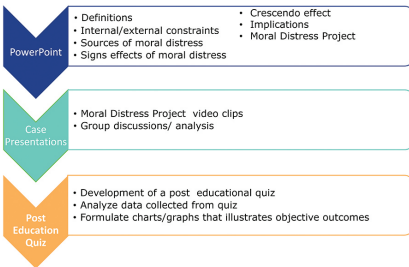 PowerPoint
• Definitions
• Internal/external constraints
• Sources of moral distress
• Signs effects of moral distress
• Crescendo effect
• Implications
• Moral Distress Project
Case
Presentations
• Moral Distress Project video clips
• Group discussions/ analysis
Post
Education
Quiz
• Development of a post educational quiz
• Analyze data collected from quiz
• Formulate charts/graphs that illustrates objective outcomes